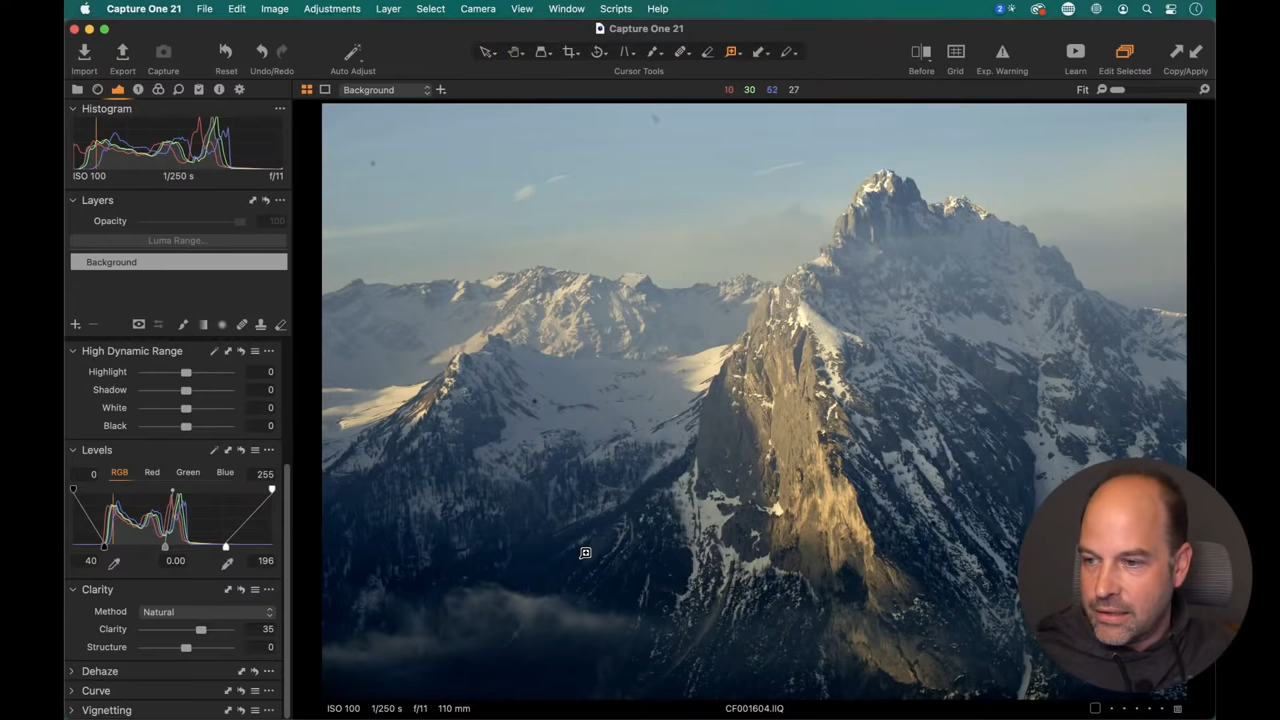 Capture One 21 File Edit Image Adjustments Layer Select Camera View Window Scripts Help 2
Capture One 21
Import Export Capture Reset Undo/Redo Auto Adjust Cursor Tools Before Grid Exp. Warning Learn Edit Selected Copy/Apply
Background 10 30 52 27 Fit
Histogram
ISO 100 1/250 s f/11
Layers
Opacity 100
Luma Range...
Background
High Dynamic Range
Highlight 0
Shadow 0
White 0
Black 0
Levels
0 RGB Red Green Blue 255
40 0.00 196
Clarity
Method Natural
Clarity 35
Structure 0
Dehaze
Curve
Vignetting
ISO 100 1/250 s f/11 110 mm CF001604.IIQ